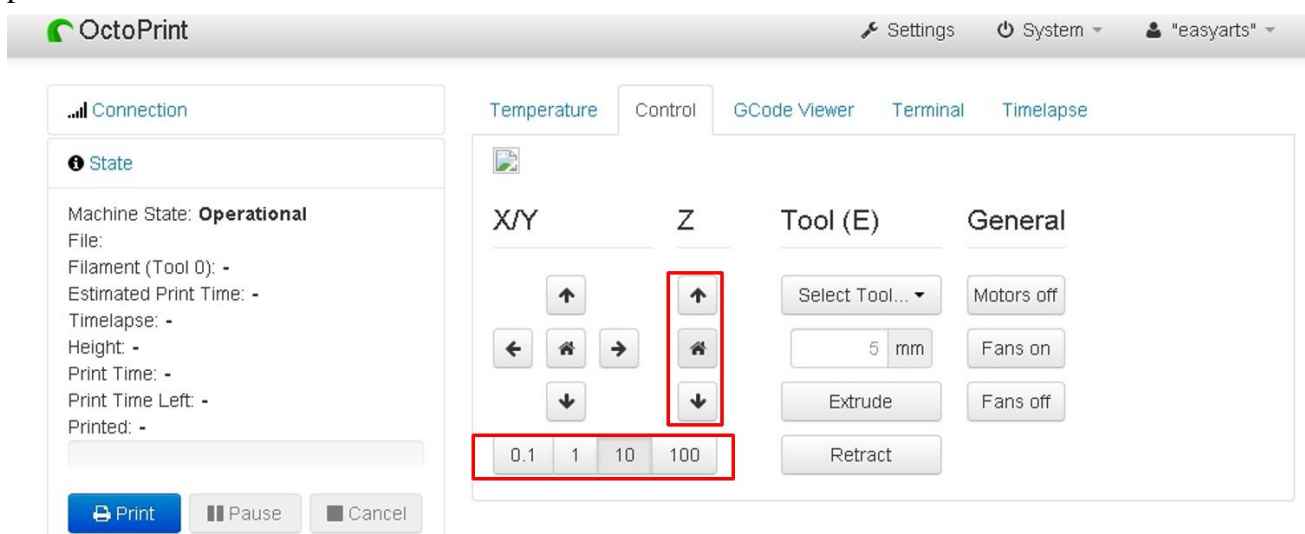 OctoPrint Settings System "easyarts"
Connection
State
Machine State: Operational
File:
Filament (Tool 0): -
Estimated Print Time: -
Timelapse: -
Height: -
Print Time: -
Print Time Left: -
Printed: -
Print Pause Cancel
Temperature Control GCode Viewer Terminal Timelapse
X/Y Z Tool (E) General
Select Tool... Motors off
5 mm Fans on
Extrude Fans off
0.1 1 10 100 Retract